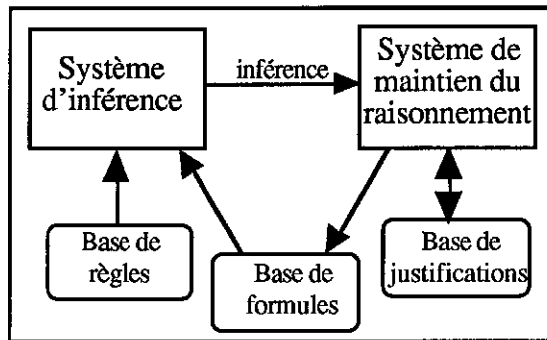 Système
d'inférence
inférence
Système de
maintien du
raisonnement
Base de
règles
Base de
formules
Base de
justifications